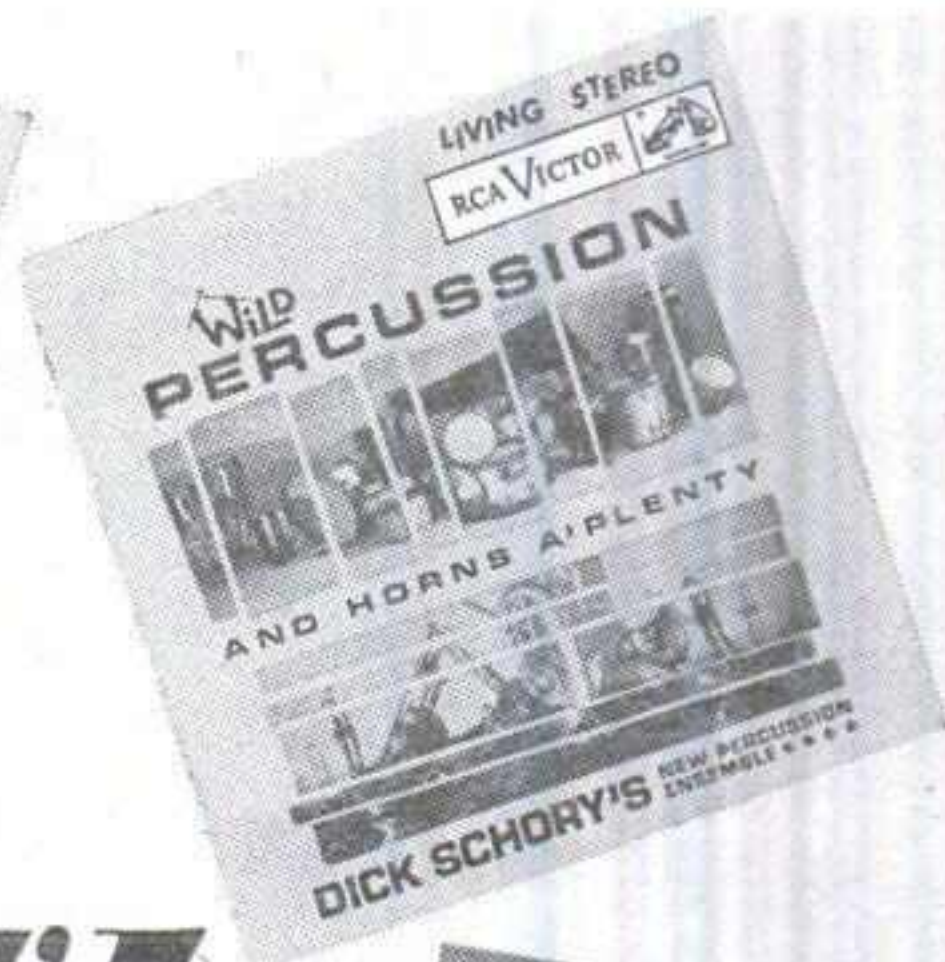 LIVING STEREO
RCA VICTOR
WILD
PERCUSSION
AND HORNS A'PLENTY
DICK SCHORY'S
NEW PERCUSSION
ENSEMBLE